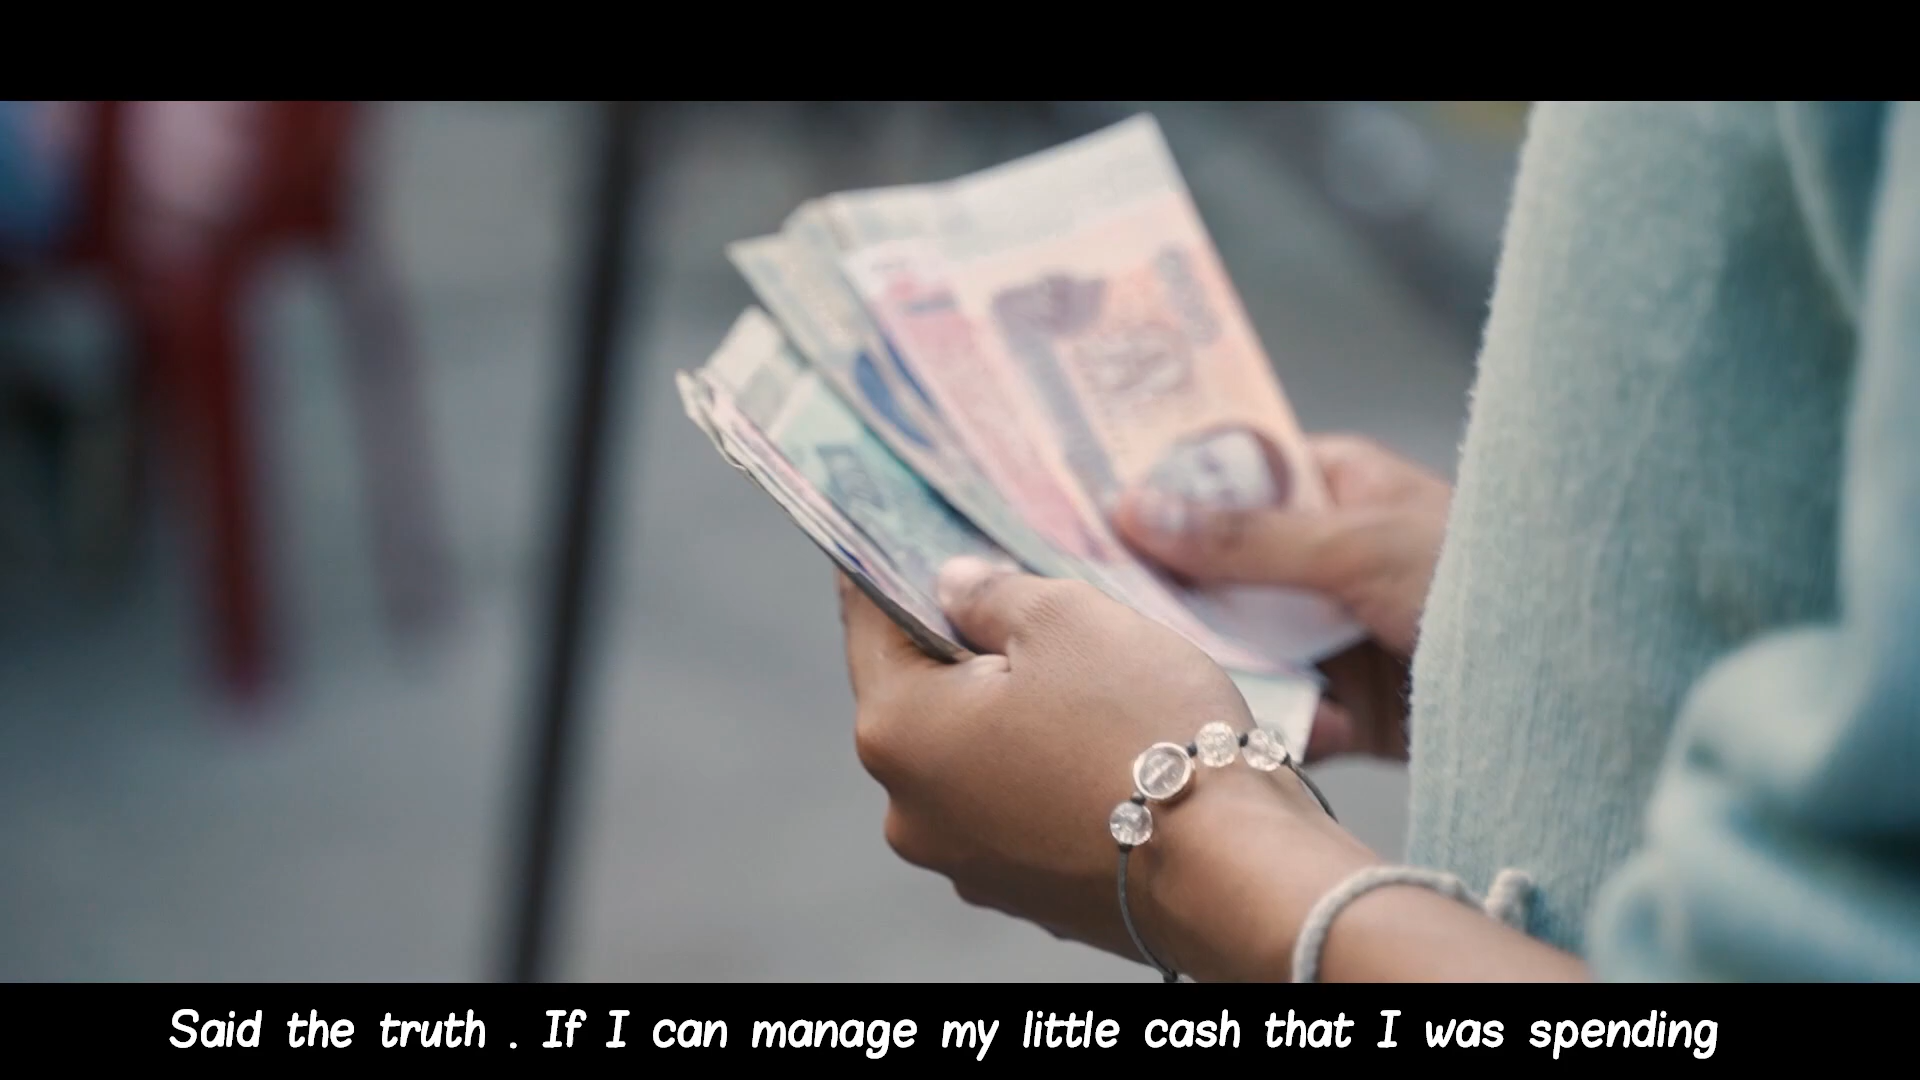 Said the truth . If I can manage my little cash that I was spending